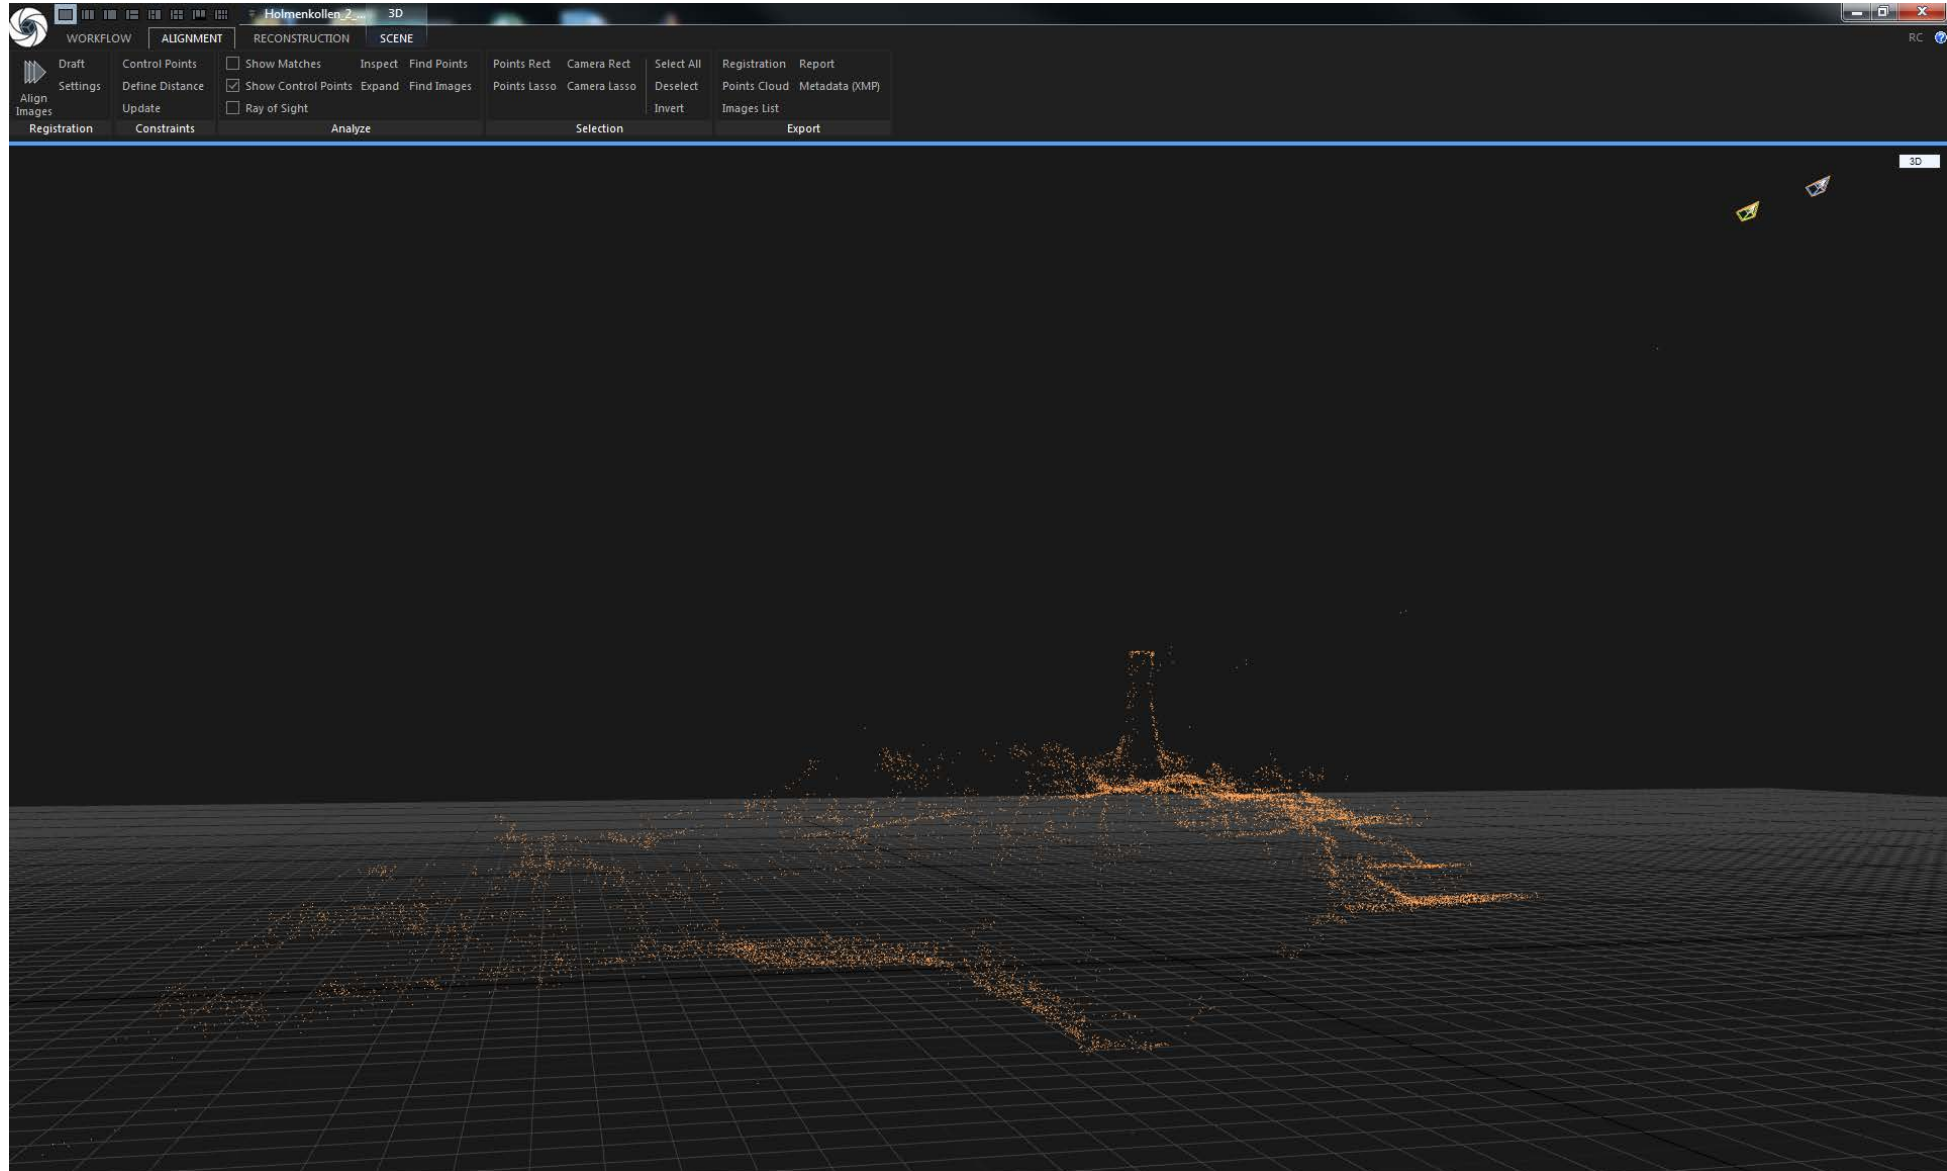 Holmenkollen_2_... 3D
WORKFLOW ALIGNMENT RECONSTRUCTION SCENE RC
Draft Control Points Show Matches Inspect Find Points Points Rect Camera Rect Select All Registration Report
Settings Define Distance Show Control Points Expand Find Images Points Lasso Camera Lasso Deselect Points Cloud Metadata (XMP)
Align Images Update Ray of Sight Invert Images List
Registration Constraints Analyze Selection Export
3D